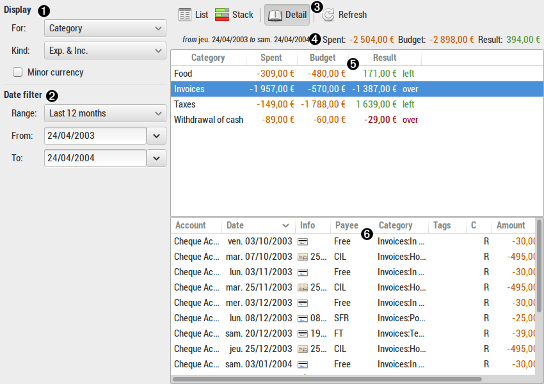 Display 1
For: Category
Kind: Exp. & Inc.
Minor currency
Date filter 2
Range: Last 12 months
From: 24/04/2003
To: 24/04/2004
List Stack Detail 3 Refresh
from jeu. 24/04/2003 to sam. 24/04/2004 4 Spent: -2 504,00 € Budget: -2 898,00 € Result: 394,00 €
Category Spent Budget Result
5
Food -309,00 € -480,00 € 171,00 € left
Invoices -1 957,00 € -570,00 € -1 387,00 € over
Taxes -149,00 € -1 788,00 € 1 639,00 € left
Withdrawal of cash -89,00 € -60,00 € -29,00 € over
Account Date Info Payee Category Tags C Amount
6
Cheque Ac... ven. 03/10/2003 Free Invoices:In ... R -30,00
Cheque Ac... mar. 07/10/2003 25... CIL Invoices:Ho... R -495,00
Cheque Ac... lun. 03/11/2003 Free Invoices:In ... R -30,00
Cheque Ac... mar. 25/11/2003 25... CIL Invoices:Ho... R -495,00
Cheque Ac... mer. 03/12/2003 Free Invoices:In ... R -30,00
Cheque Ac... lun. 08/12/2003 08... SFR Invoices:Po... R -25,00
Cheque Ac... sam. 20/12/2003 19... FT Invoices:Te... R -39,00
Cheque Ac... jeu. 25/12/2003 25... CIL Invoices:Ho... R -495,00
Cheque Ac... sam. 03/01/2004 Free Invoices:In ... R -30,00